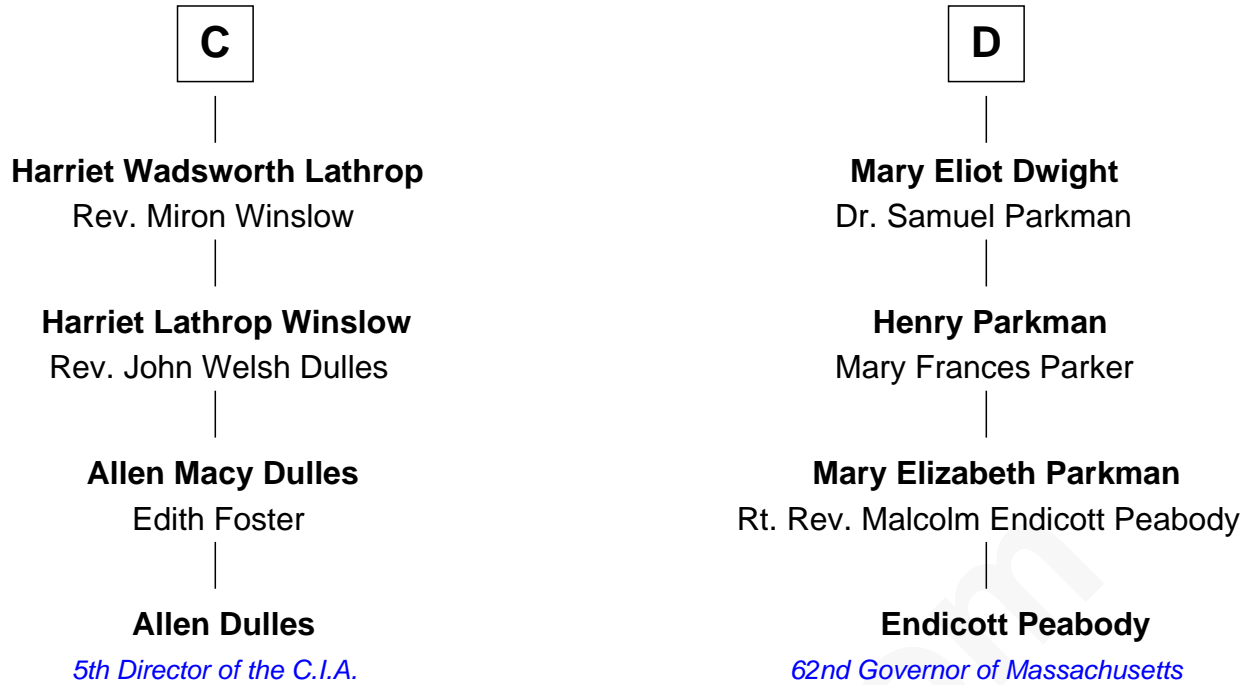 C
Harriet Wadsworth Lathrop
Rev. Miron Winslow
Harriet Lathrop Winslow
Rev. John Welsh Dulles
Allen Macy Dulles
Edith Foster
Allen Dulles
5th Director of the C.I.A.
D
Mary Eliot Dwight
Dr. Samuel Parkman
Henry Parkman
Mary Frances Parker
Mary Elizabeth Parkman
Rt. Rev. Malcolm Endicott Peabody
Endicott Peabody
62nd Governor of Massachusetts